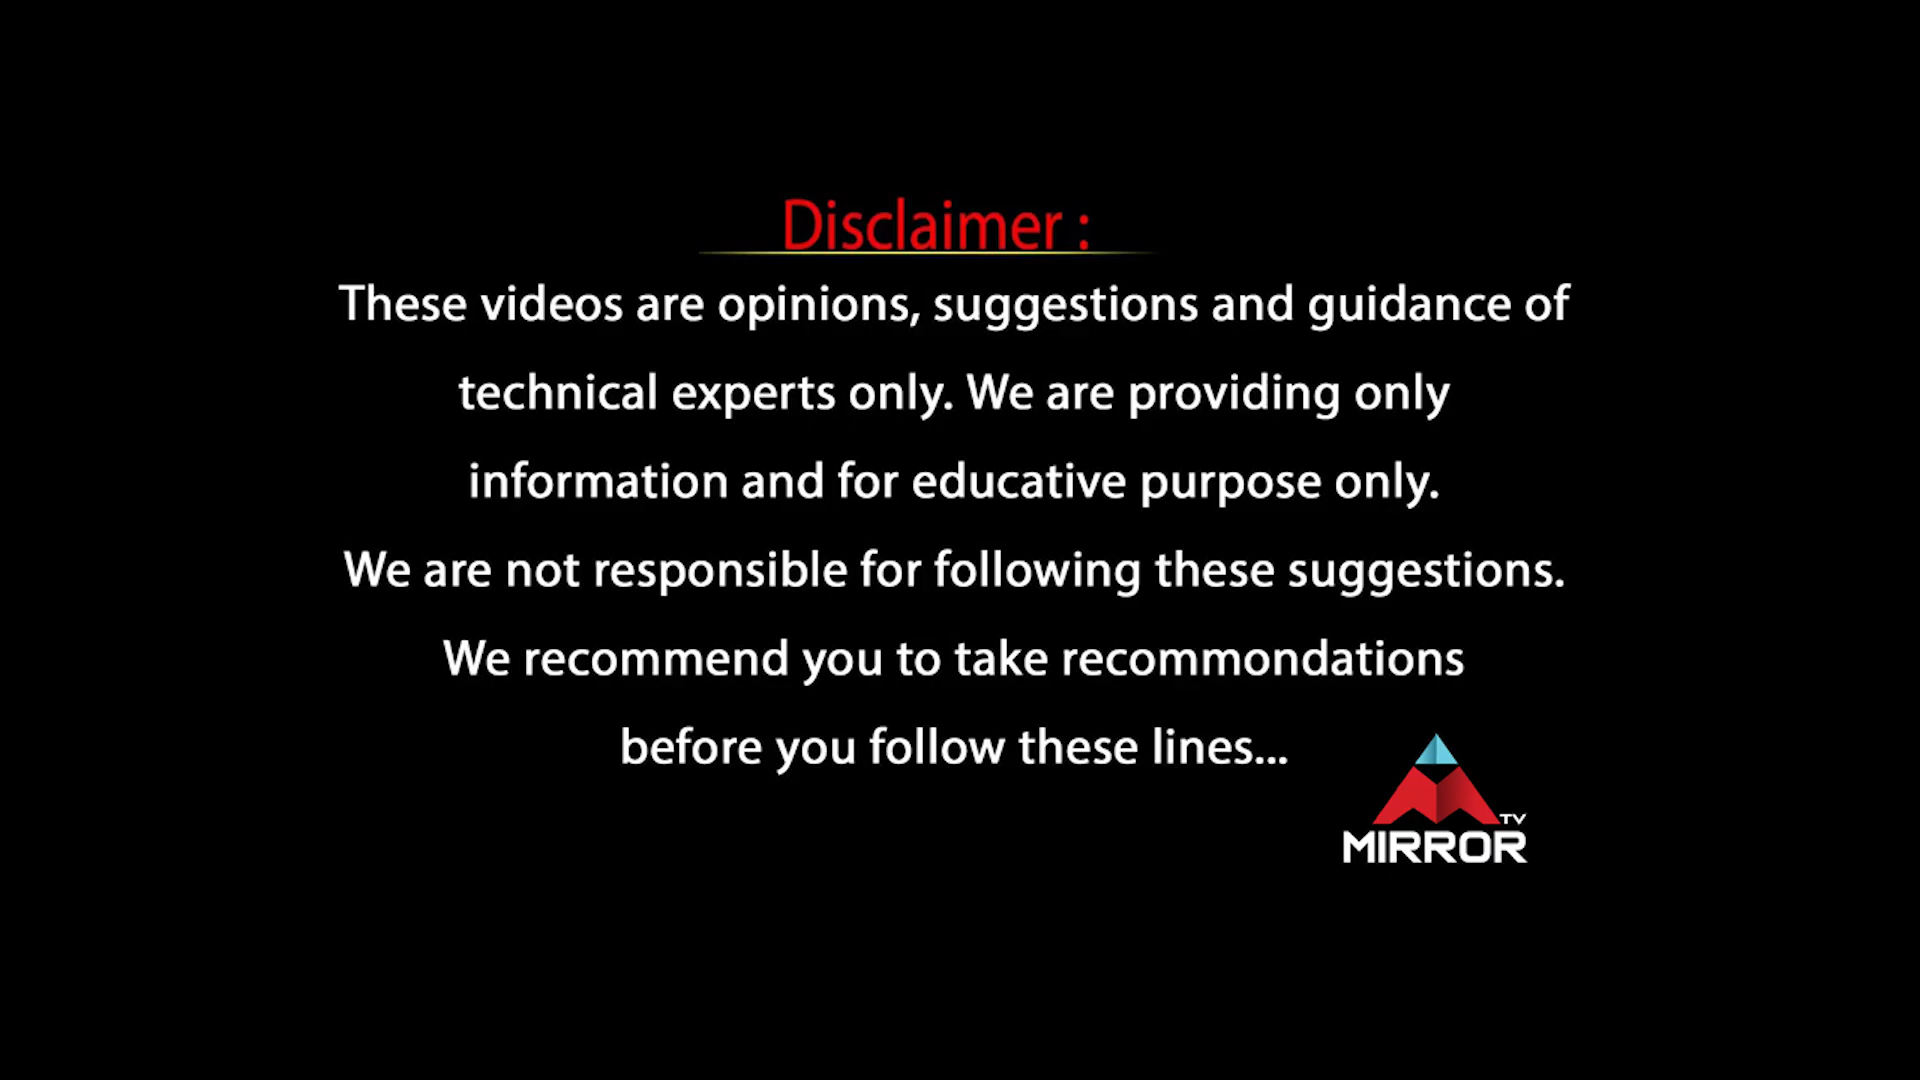 Disclaimer :
These videos are opinions, suggestions and guidance of
technical experts only. We are providing only
information and for educative purpose only.
We are not responsible for following these suggestions.
We recommend you to take recommondations
before you follow these lines...
TV
MIRROR